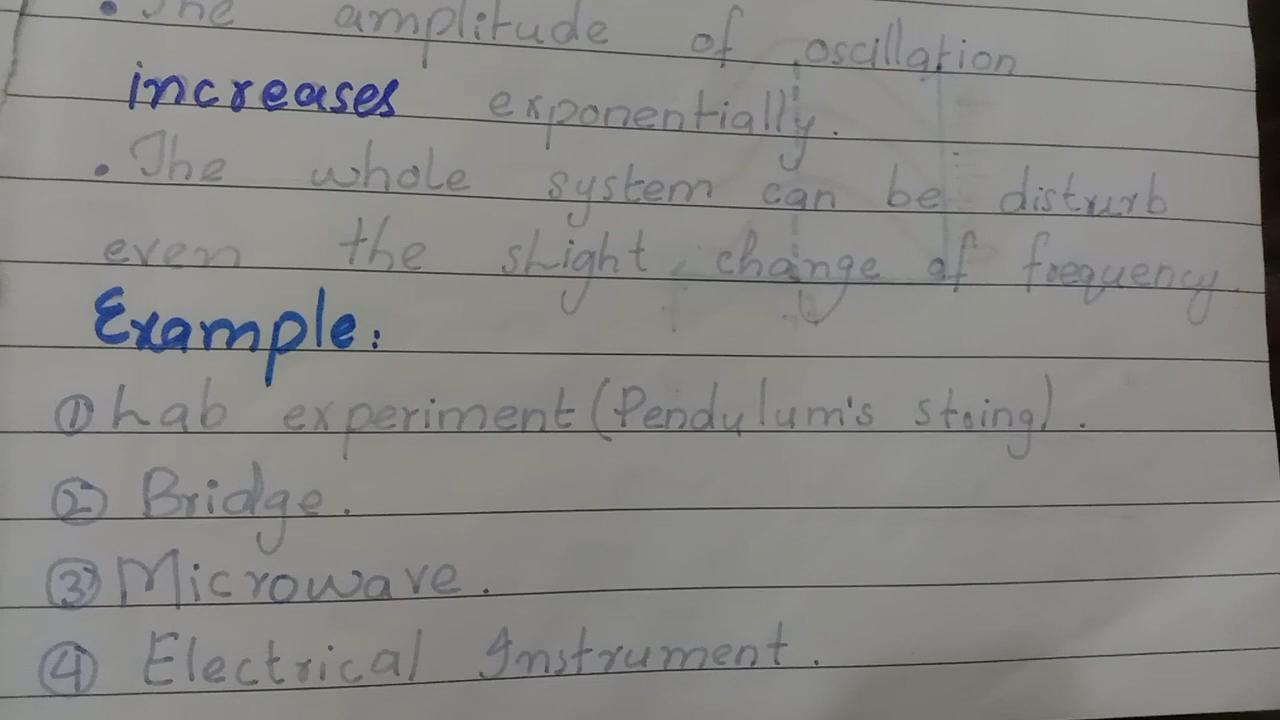 • The amplitude of oscillation
increases exponentially.
• The whole system can be disturb
even the slight change of frequency.
Example:
① Lab experiment (Pendulum's string).
② Bridge.
③ Microwave.
④ Electrical Instrument.